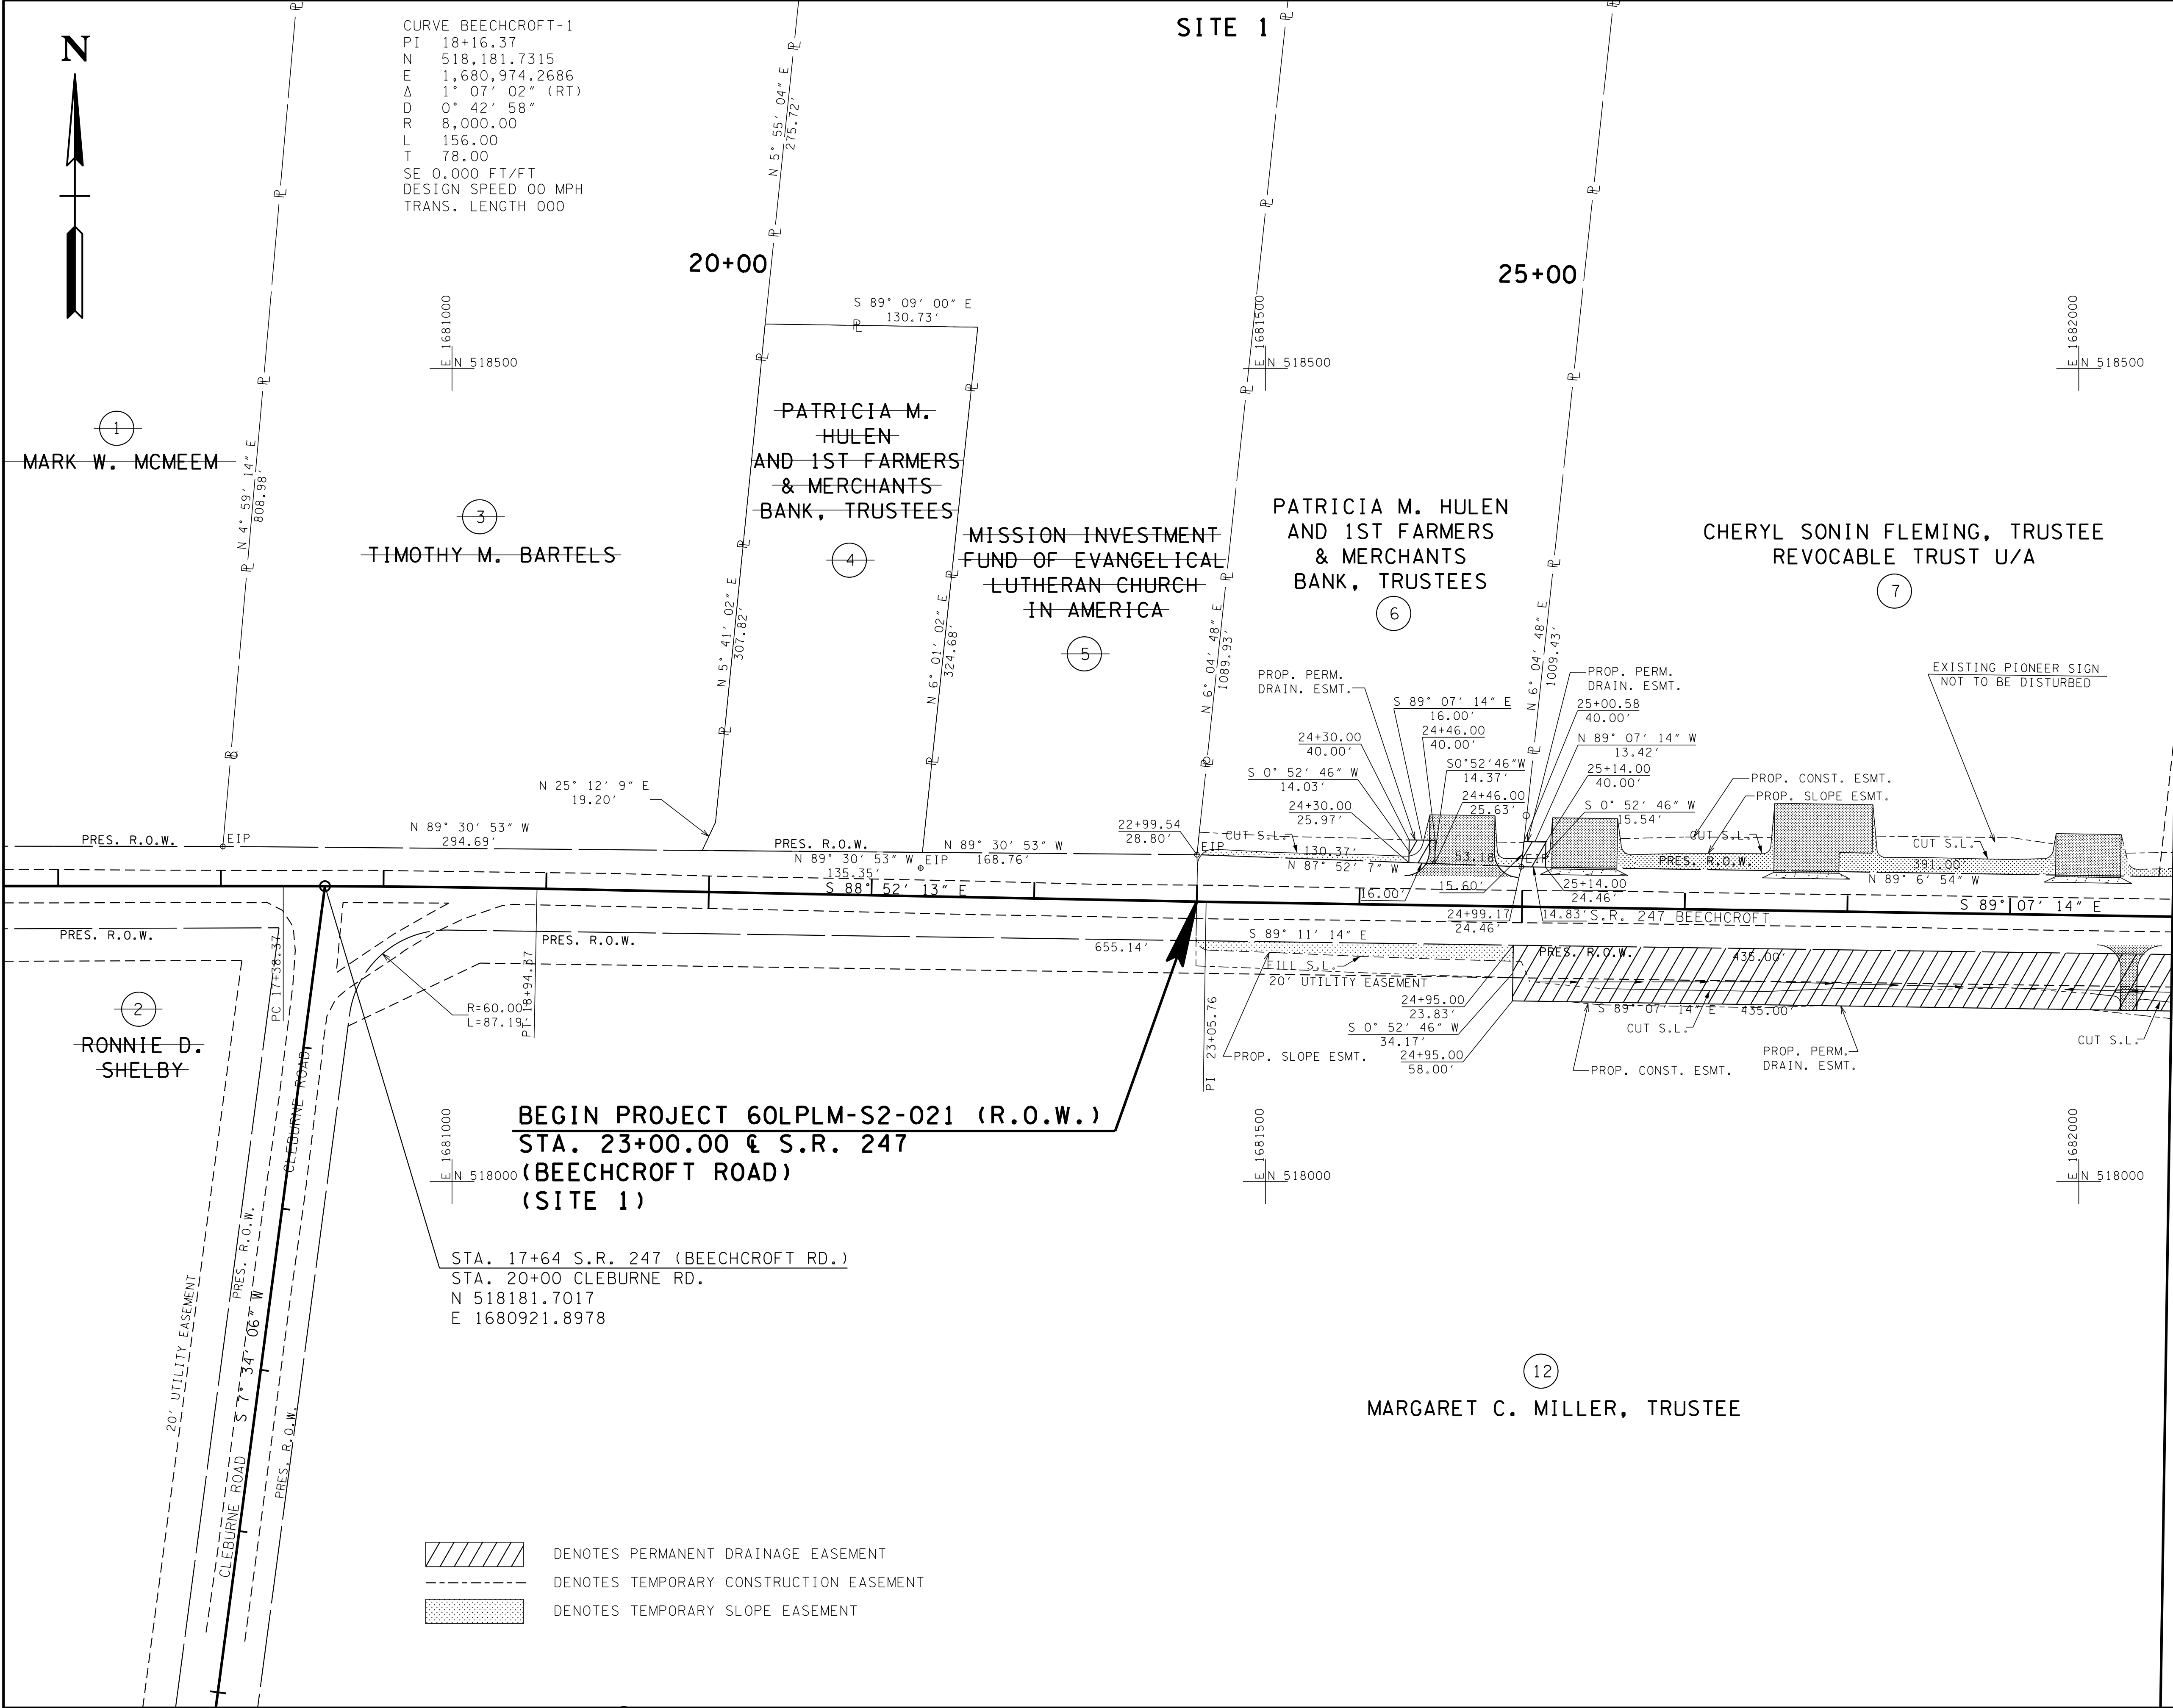 SITE 1
N
CURVE BEECHCROFT-1
PI 18+16.37
N 518,181.7315
E 1,680,974.2686
Δ 1° 07' 02" (RT)
D 0° 42' 58"
R 8,000.00
L 156.00
T 78.00
SE 0.000 FT/FT
DESIGN SPEED 00 MPH
TRANS. LENGTH 000
N 5° 55' 04" E
275.72'
20+00
25+00
S 89° 09' 00" E
130.73'
E 1681000
N 518500
E 1681500
N 518500
E 1682000
N 518500
1
MARK W. MCMEEM
N 4° 59' 14" E
808.98'
3
TIMOTHY M. BARTELS
PATRICIA M.
HULEN
AND 1ST FARMERS
& MERCHANTS
BANK, TRUSTEES
4
N 5° 41' 02" E
307.82'
MISSION INVESTMENT
FUND OF EVANGELICAL
LUTHERAN CHURCH
IN AMERICA
5
N 6° 01' 02" E
324.68'
N 6° 04' 48" E
1089.93'
PATRICIA M. HULEN
AND 1ST FARMERS
& MERCHANTS
BANK, TRUSTEES
6
N 6° 04' 48" E
1009.43'
CHERYL SONIN FLEMING, TRUSTEE
REVOCABLE TRUST U/A
7
PROP. PERM.
DRAIN. ESMT.
PROP. PERM.
DRAIN. ESMT.
EXISTING PIONEER SIGN
NOT TO BE DISTURBED
S 89° 07' 14" E
16.00'
24+46.00
40.00'
24+30.00
40.00'
25+00.58
40.00'
N 89° 07' 14" W
13.42'
S 0° 52' 46" W
14.03'
S0°52'46"W
14.37'
25+14.00
40.00'
24+30.00
25.97'
24+46.00
25.63'
S 0° 52' 46" W
15.54'
PROP. CONST. ESMT.
PROP. SLOPE ESMT.
N 25° 12' 9" E
19.20'
PRES. R.O.W.
EIP
N 89° 30' 53" W
294.69'
PRES. R.O.W.
N 89° 30' 53" W
135.35'
EIP
N 89° 30' 53" W
168.76'
22+99.54
28.80'
EIP
CUT S.L.
130.37'
N 87° 52' 7" W
53.18'
EIP
CUT S.L.
PRES. R.O.W.
CUT S.L.
391.00'
N 89° 6' 54" W
S 88° 52' 13" E
16.00'
15.60'
25+14.00
24.46'
24+99.17
24.46'
14.83'
S.R. 247 BEECHCROFT
S 89° 07' 14" E
PRES. R.O.W.
PC 17+38.37
PT 18+94.37
PRES. R.O.W.
655.14'
S 89° 11' 14" E
FILL S.L.
20' UTILITY EASEMENT
PRES. R.O.W.
435.00'
R=60.00
L=87.19'
2
RONNIE D.
SHELBY
PI 23+05.76
24+95.00
23.83'
S 0° 52' 46" W
34.17'
24+95.00
58.00'
S 89° 07' 14" E 435.00'
CUT S.L.
PROP. SLOPE ESMT.
PROP. CONST. ESMT.
PROP. PERM.
DRAIN. ESMT.
CUT S.L.
CLEBURNE ROAD
BEGIN PROJECT 60LPLM-S2-021 (R.O.W.)
STA. 23+00.00 ℄ S.R. 247
(BEECHCROFT ROAD)
(SITE 1)
E 1681000
N 518000
E 1681500
N 518000
E 1682000
N 518000
STA. 17+64 S.R. 247 (BEECHCROFT RD.)
STA. 20+00 CLEBURNE RD.
N 518181.7017
E 1680921.8978
20' UTILITY EASEMENT
PRES. R.O.W.
CLEBURNE ROAD S 7° 34' 06" W
PRES. R.O.W.
12
MARGARET C. MILLER, TRUSTEE
DENOTES PERMANENT DRAINAGE EASEMENT
DENOTES TEMPORARY CONSTRUCTION EASEMENT
DENOTES TEMPORARY SLOPE EASEMENT